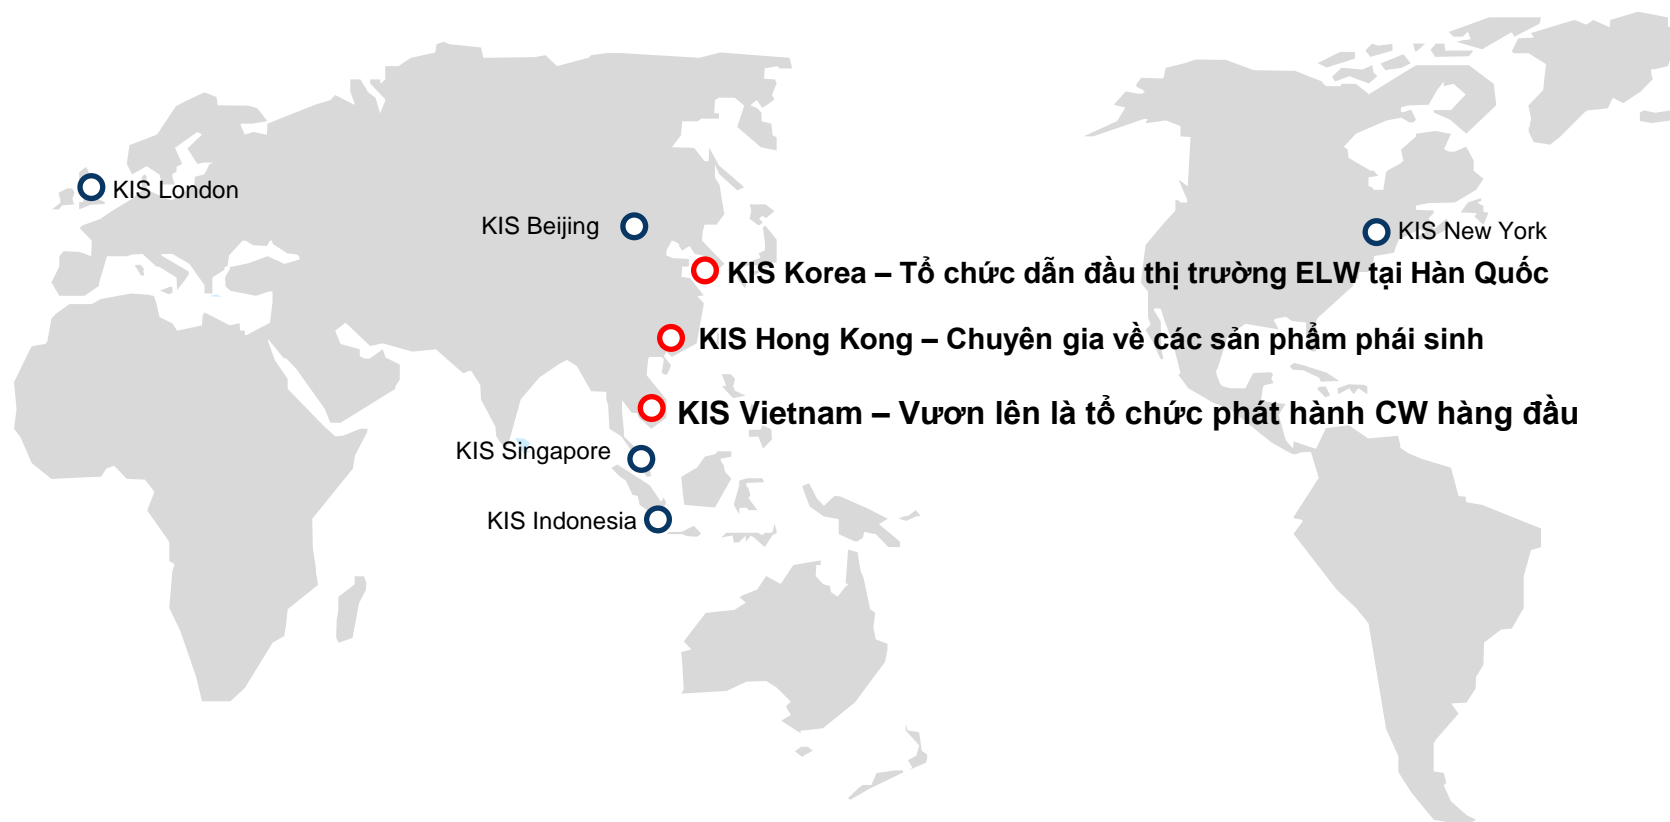 KIS London
KIS Beijing
KIS New York
KIS Korea – Tổ chức dẫn đầu thị trường ELW tại Hàn Quốc
KIS Hong Kong – Chuyên gia về các sản phẩm phái sinh
KIS Vietnam – Vươn lên là tổ chức phát hành CW hàng đầu
KIS Singapore
KIS Indonesia